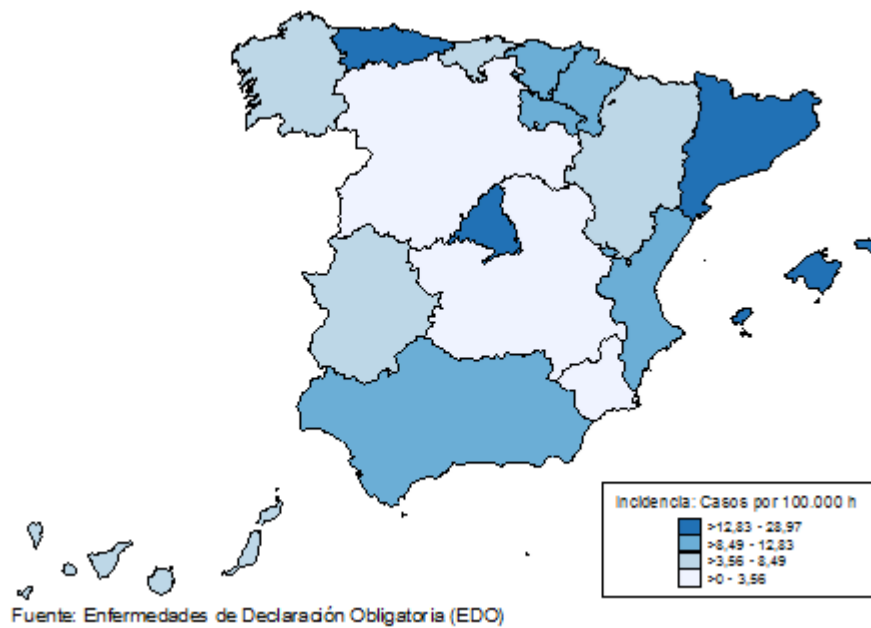 Incidencia: Casos por 100.000 h
>12,83 - 28,97
>8,49 - 12,83
>3,56 - 8,49
>0 - 3,56
Fuente: Enfermedades de Declaración Obligatoria (EDO)